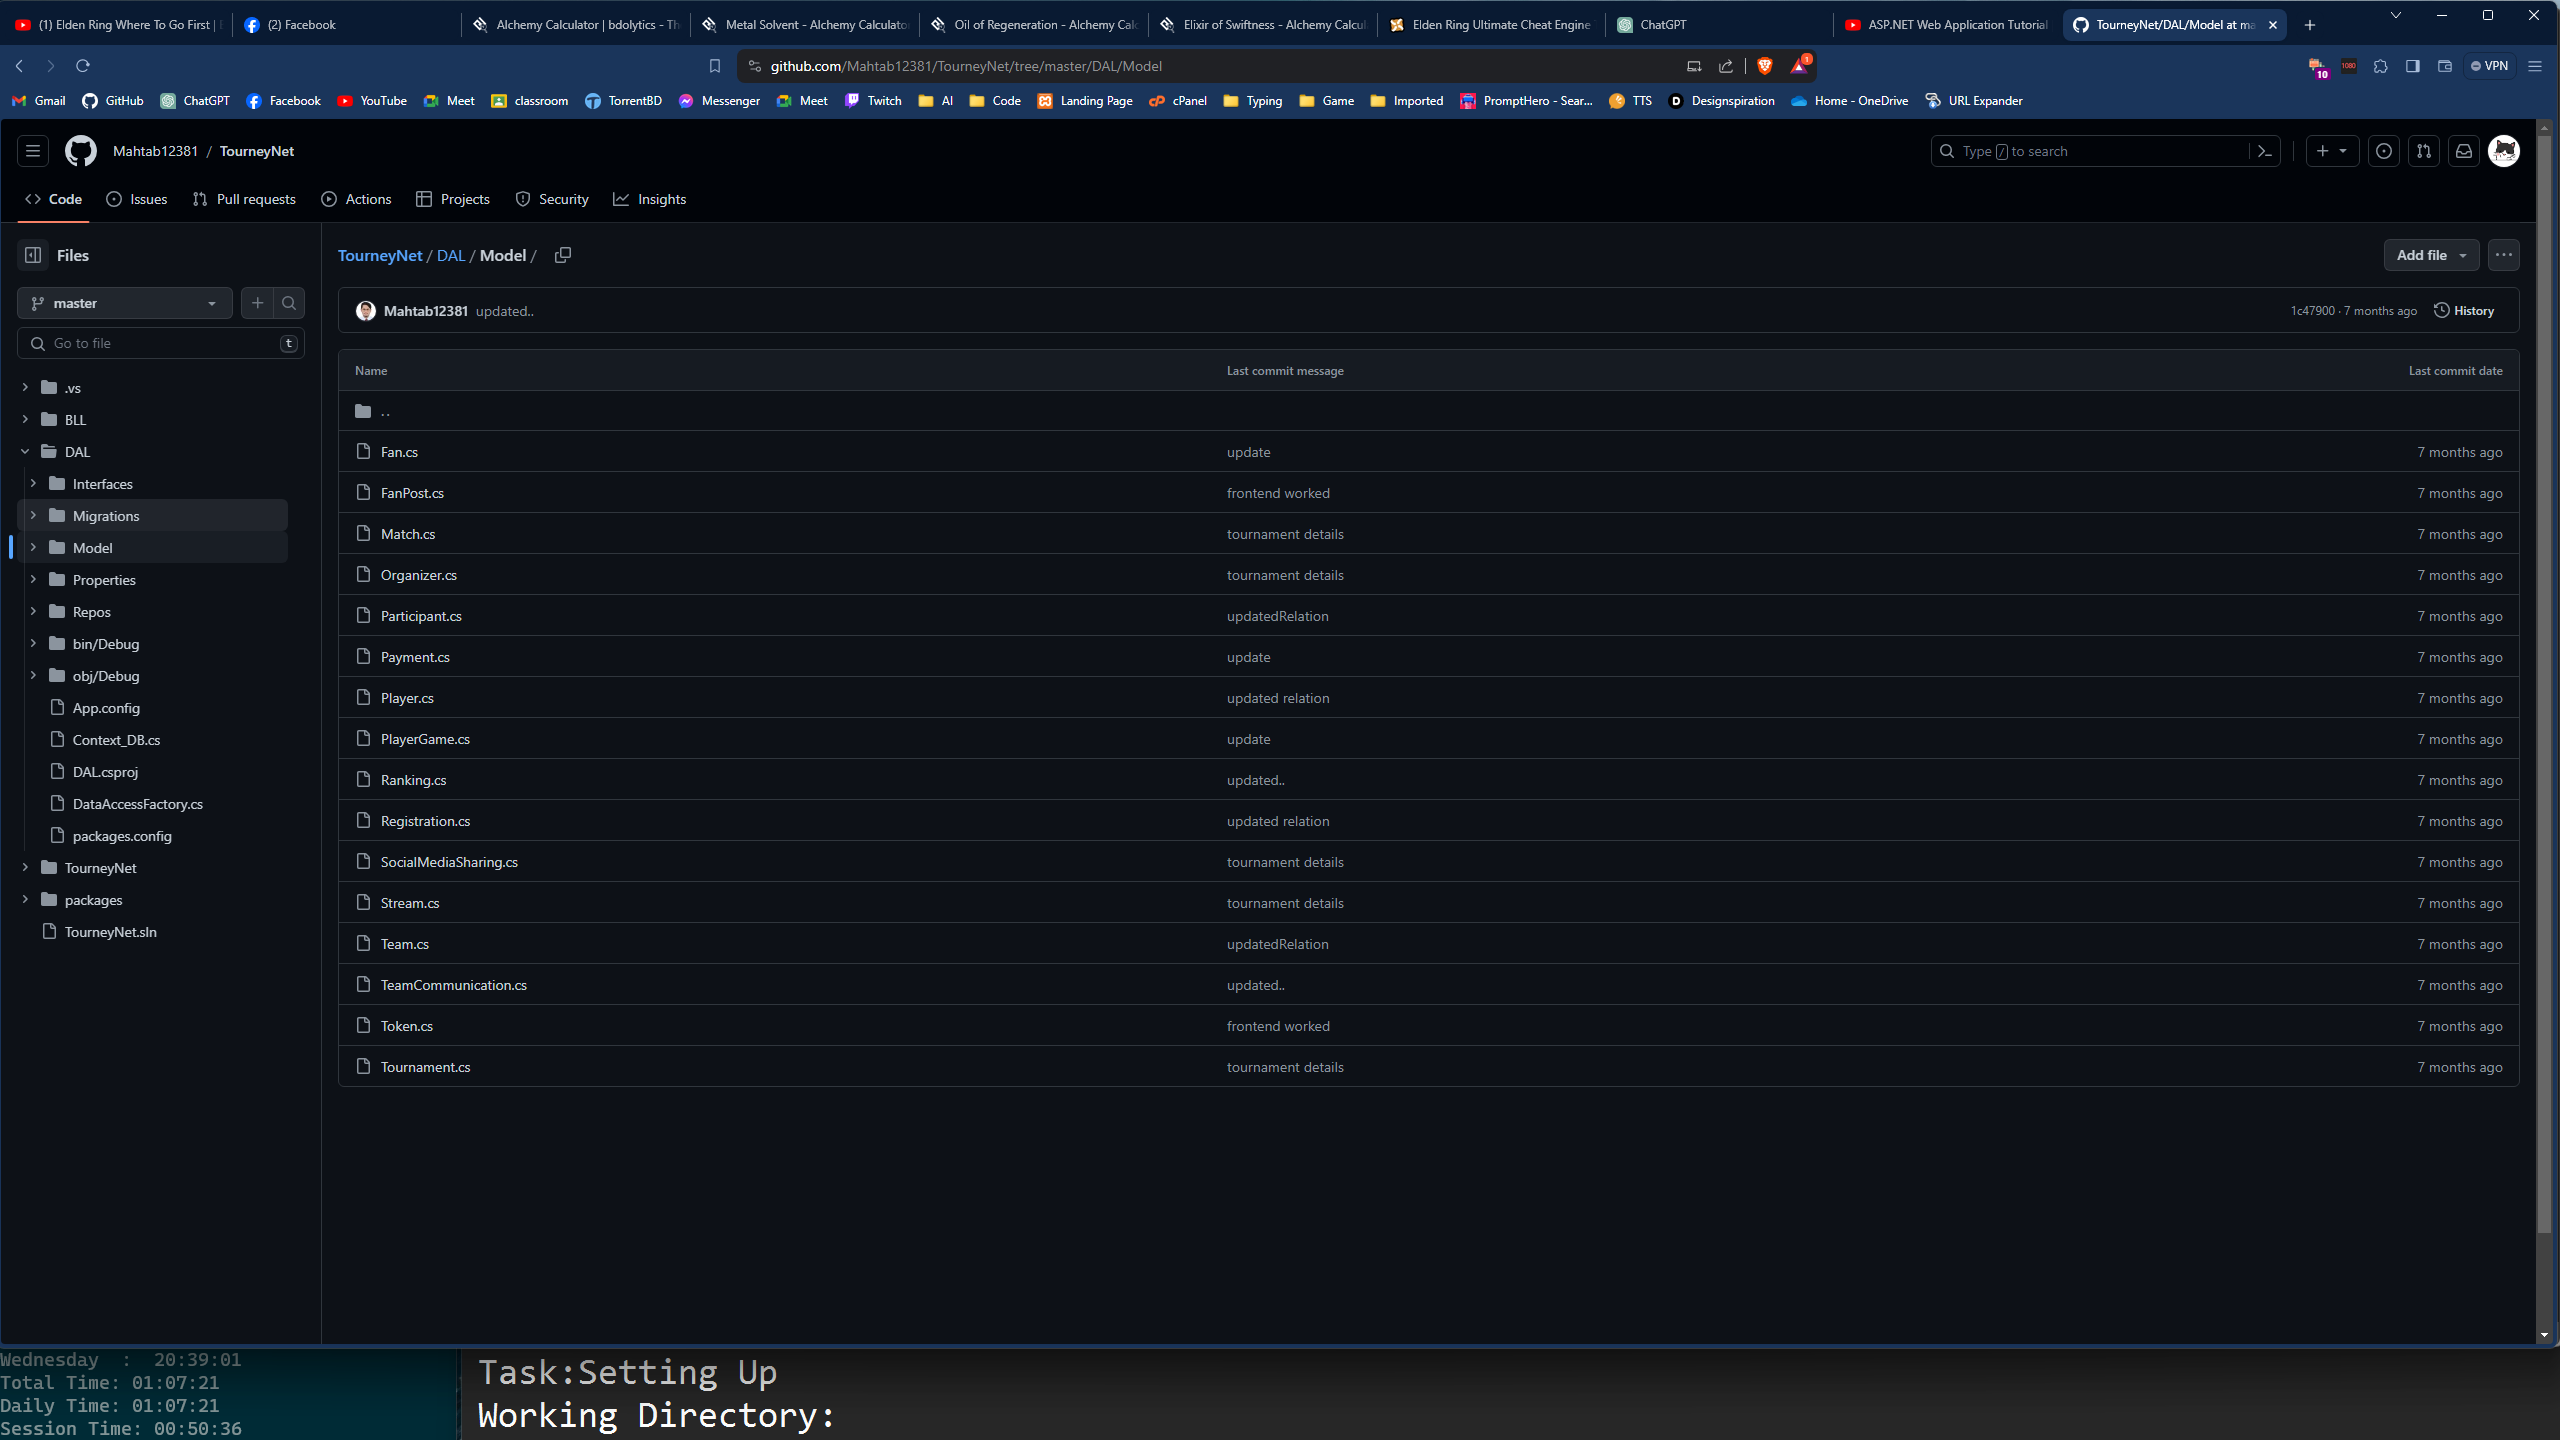 (1) Elden Ring Where To Go First |
(2) Facebook
Alchemy Calculator | bdolytics - Th
Metal Solvent - Alchemy Calculato
Oil of Regeneration - Alchemy Calc
Elixir of Swiftness - Alchemy Calcul
Elden Ring Ultimate Cheat Engine
ChatGPT
ASP.NET Web Application Tutorial
TourneyNet/DAL/Model at ma
github.com/Mahtab12381/TourneyNet/tree/master/DAL/Model
1
10
1080
VPN
Gmail
GitHub
ChatGPT
Facebook
YouTube
Meet
classroom
TorrentBD
Messenger
Meet
Twitch
AI
Code
Landing Page
cPanel
Typing
Game
Imported
PromptHero - Sear...
TTS
Designspiration
Home - OneDrive
URL Expander
Mahtab12381 / TourneyNet
Type / to search
Code
Issues
Pull requests
Actions
Projects
Security
Insights
Files
master
Go to file
t
.vs
BLL
DAL
Interfaces
Migrations
Model
Properties
Repos
bin/Debug
obj/Debug
App.config
Context_DB.cs
DAL.csproj
DataAccessFactory.cs
packages.config
TourneyNet
packages
TourneyNet.sln
TourneyNet / DAL / Model /
Add file
Mahtab12381 updated..
1c47900 · 7 months ago
History
Name Last commit message Last commit date
..
Fan.cs update 7 months ago
FanPost.cs frontend worked 7 months ago
Match.cs tournament details 7 months ago
Organizer.cs tournament details 7 months ago
Participant.cs updatedRelation 7 months ago
Payment.cs update 7 months ago
Player.cs updated relation 7 months ago
PlayerGame.cs update 7 months ago
Ranking.cs updated.. 7 months ago
Registration.cs updated relation 7 months ago
SocialMediaSharing.cs tournament details 7 months ago
Stream.cs tournament details 7 months ago
Team.cs updatedRelation 7 months ago
TeamCommunication.cs updated.. 7 months ago
Token.cs frontend worked 7 months ago
Tournament.cs tournament details 7 months ago
Wednesday : 20:39:01
Total Time: 01:07:21
Daily Time: 01:07:21
Session Time: 00:50:36
Task:Setting Up
Working Directory: